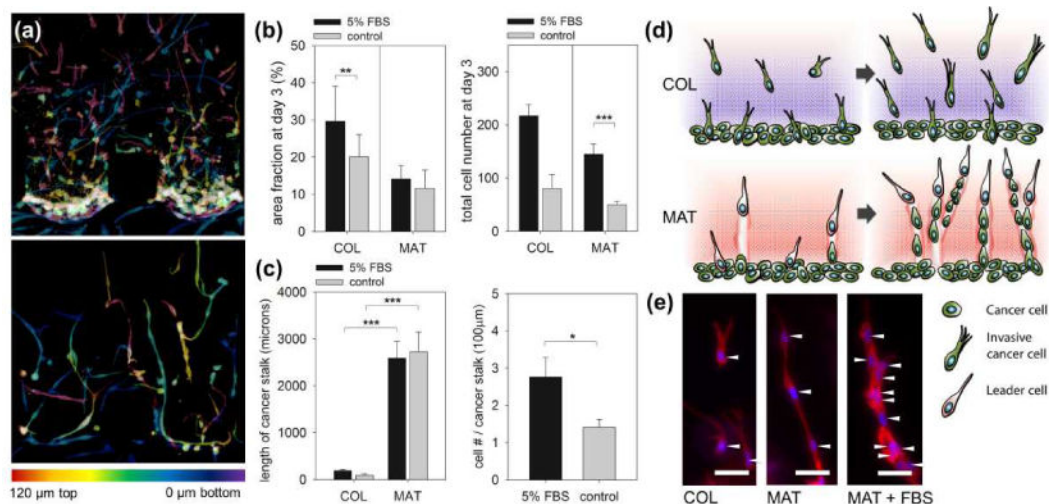 (a)
120 µm top
0 µm bottom
(b)
5% FBS
control
area fraction at day 3 (%)
50
40
30
20
10
0
**
COL
MAT
5% FBS
control
total cell number at day 3
300
200
100
0
***
COL
MAT
(c)
5% FBS
control
length of cancer stalk (microns)
4000
3000
2000
1000
0
***
***
COL
MAT
cell # / cancer stalk (100µm)
4
3
2
1
0
*
5% FBS
control
(d)
COL
MAT
(e)
COL
MAT
MAT + FBS
Cancer cell
Invasive
cancer cell
Leader cell